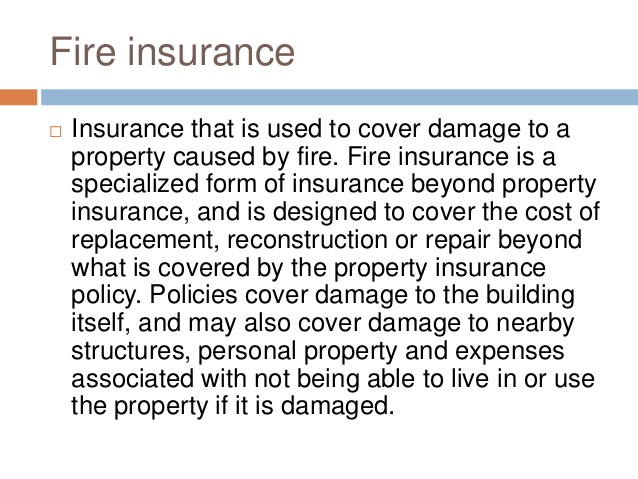 Fire insurance
Insurance that is used to cover damage to a
property caused by fire. Fire insurance is a
specialized form of insurance beyond property
insurance, and is designed to cover the cost of
replacement, reconstruction or repair beyond
what is covered by the property insurance
policy. Policies cover damage to the building
itself, and may also cover damage to nearby
structures, personal property and expenses
associated with not being able to live in or use
the property if it is damaged.